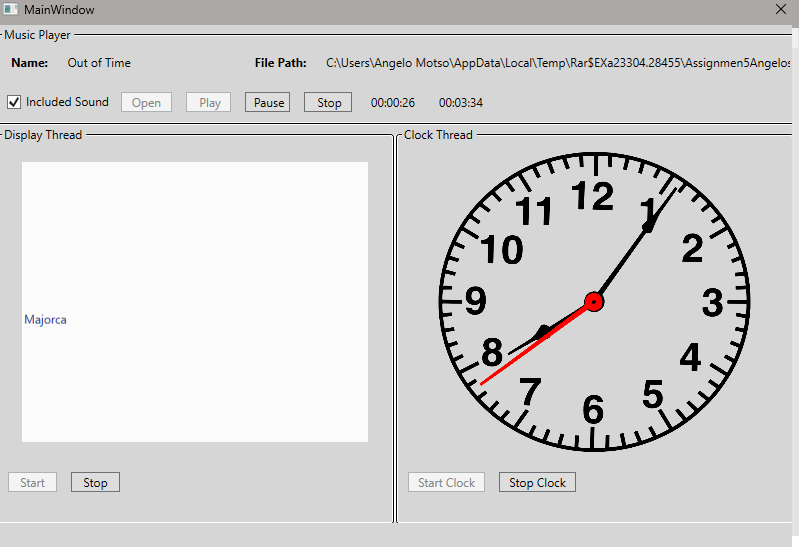 MainWindow
Music Player
Name: Out of Time File Path: C:\Users\Angelo Motso\AppData\Local\Temp\Rar$EXa23304.28455\Assignmen5Angelos
Included Sound Open Play Pause Stop 00:00:26 00:03:34
Display Thread
Majorca
Start Stop
Clock Thread
12
11 1
10 2
9 3
8 4
7 5
6
Start Clock Stop Clock